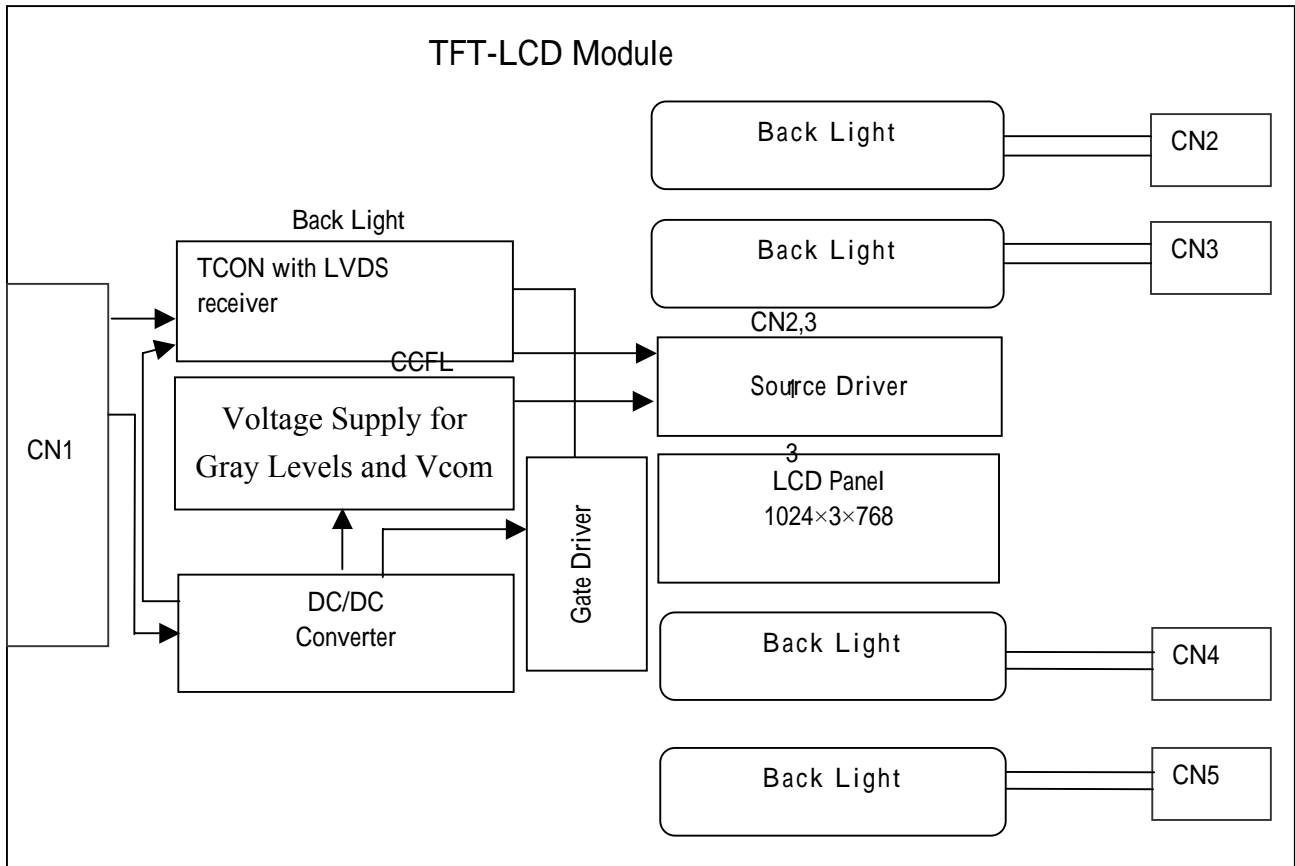 TFT-LCD Module
Back Light
CN2
Back Light
Back Light
CN3
TCON with LVDS
receiver
CN2,3
CCFL
Source Driver
1
Voltage Supply for
Gray Levels and Vcom
CN1
3
LCD Panel
1024×3×768
Gate Driver
DC/DC
Converter
Back Light
CN4
Back Light
CN5